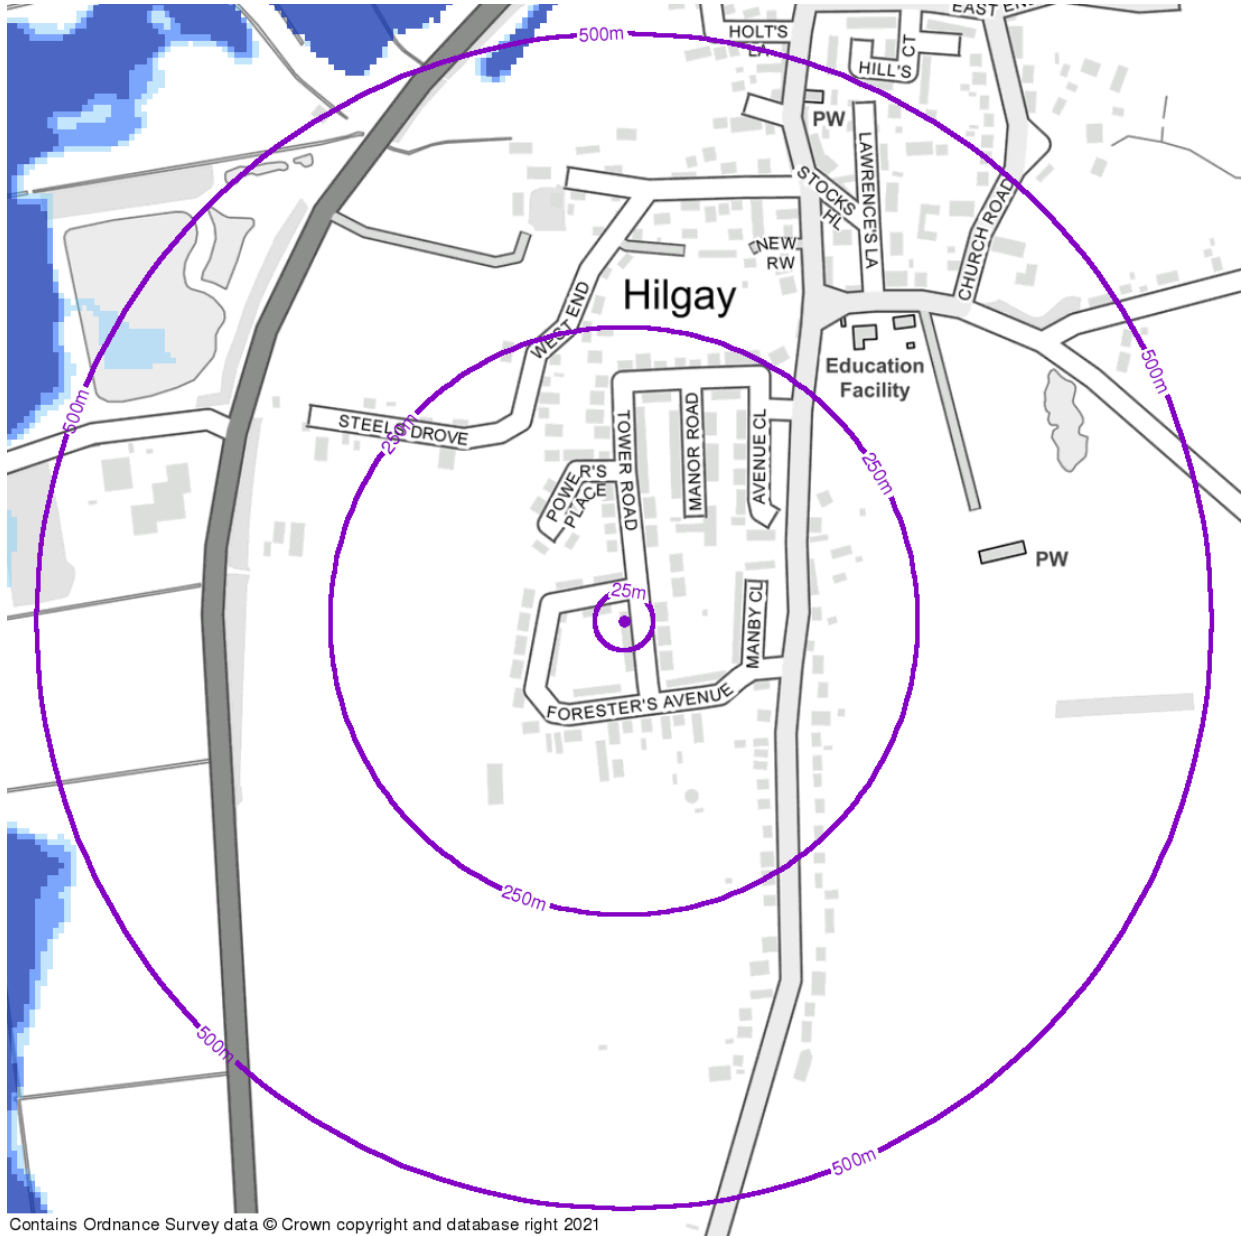 EAST EN
500m
HOLT'S
LA
HILL'S
CT
PW
LAWRENCE'S LA
STOCKS
HL
CHURCH ROAD
NEW
RW
Hilgay
WEST END
Education
Facility
500m
500m
STEELS DROVE
250m
TOWER ROAD
MANOR ROAD
AVENUE CL
250m
POWER'S
PLACE
PW
25m
MANBY CL
FORESTER'S AVENUE
250m
500m
500m
Contains Ordnance Survey data © Crown copyright and database right 2021